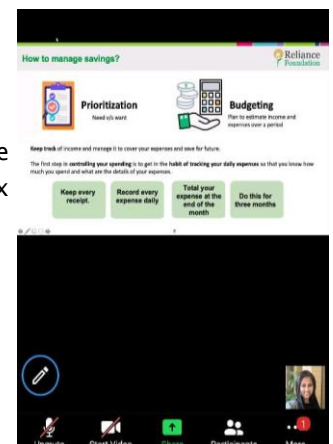 How to manage savings?
Reliance
Foundation
Prioritization
Need v/s want
Budgeting
Plan to estimate income and
expenses over a period
Keep track of income and manage it to cover your expenses and save for future.
The first step in controlling your spending is to get in the habit of tracking your daily expenses so that you know how
much you spend and what are the details of your expenses.
Keep every
receipt.
Record every
expense daily
Total your
expense at the
end of the
month
Do this for
three months
e
x
1
Unmute
Start Video
Share
Participants
More